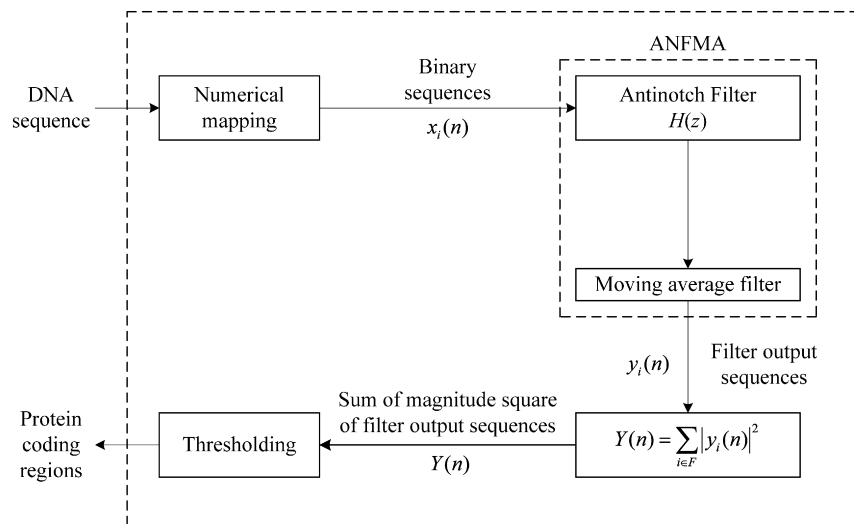 ANFMA
DNA
sequence
Numerical
mapping
Binary
sequences
x_i(n)
Antinotch Filter
H(z)
Moving average filter
y_i(n)
Filter output
sequences
Y(n) = ∑_{i∈F} |y_i(n)|^2
Sum of magnitude square
of filter output sequences
Y(n)
Thresholding
Protein
coding
regions